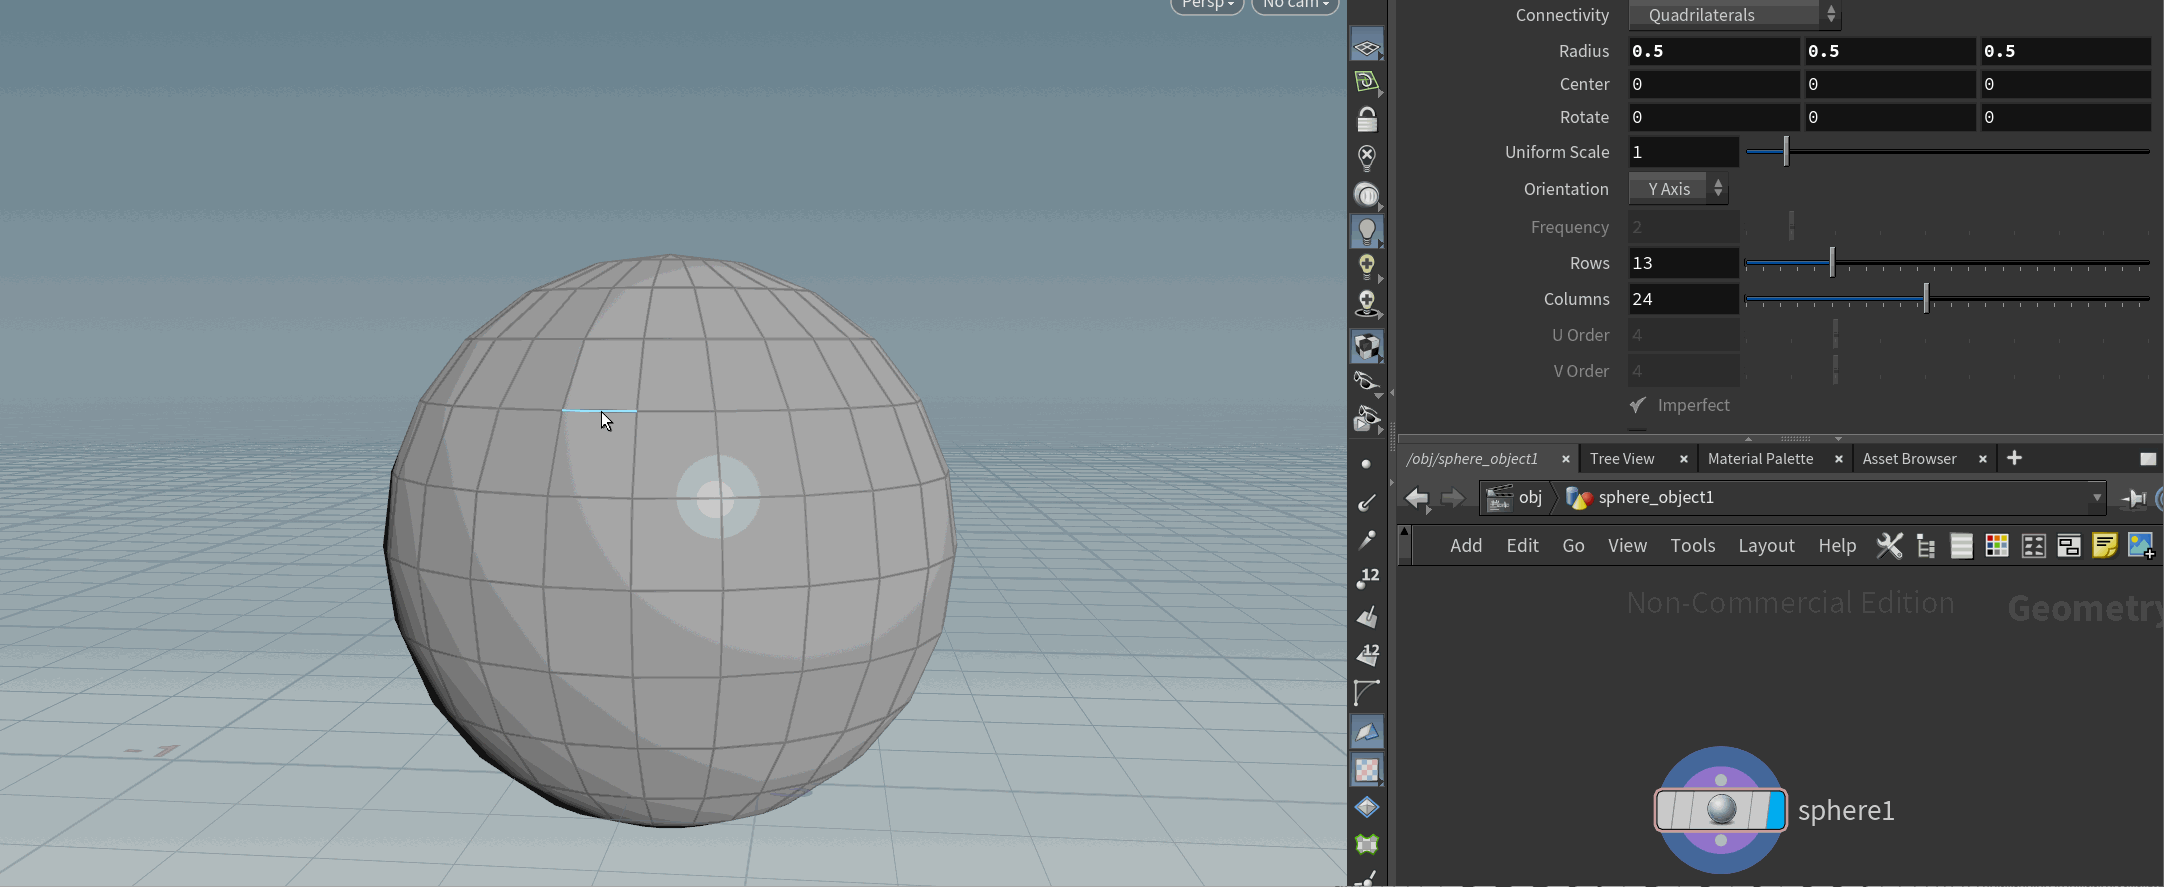 Persp No cam
Connectivity Quadrilaterals
Radius 0.5 0.5 0.5
Center 0 0 0
Rotate 0 0 0
Uniform Scale 1
Orientation Y Axis
Frequency 2
Rows 13
Columns 24
U Order 4
V Order 4
Imperfect
/obj/sphere_object1 × Tree View × Material Palette × Asset Browser × +
obj sphere_object1
Add Edit Go View Tools Layout Help
12
12
Non-Commercial Edition Geometry
sphere1
-1